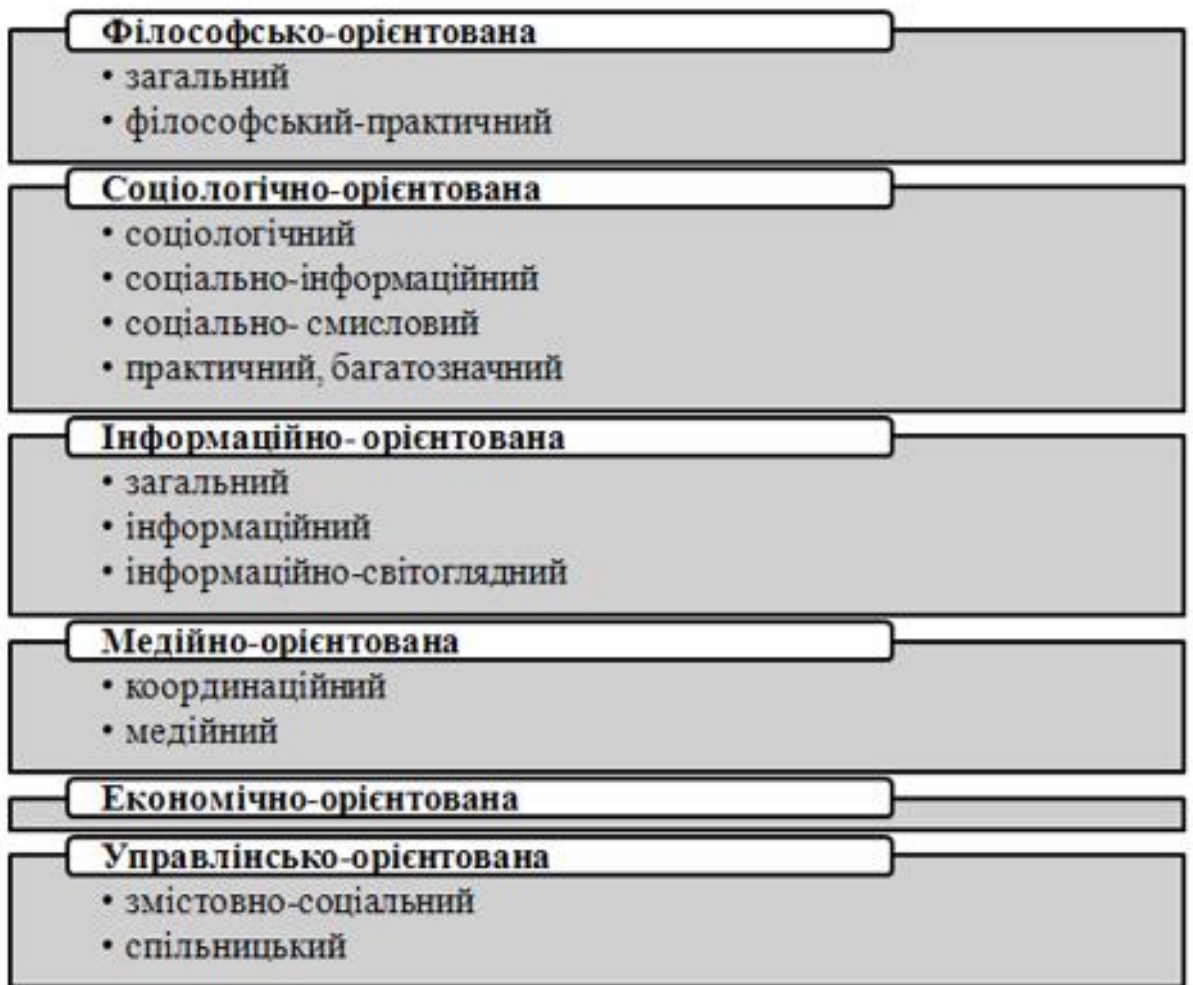 Філософсько-орієнтована
• загальний
• філософський-практичний
Соціологічно-орієнтована
• соціологічний
• соціально-інформаційний
• соціально- смисловий
• практичний, багатозначний
Інформаційно- орієнтована
• загальний
• інформаційний
• інформаційно-світоглядний
Медійно-орієнтована
• координаційний
• медійний
Економічно-орієнтована
Управлінсько-орієнтована
• змістовно-соціальний
• спільницький